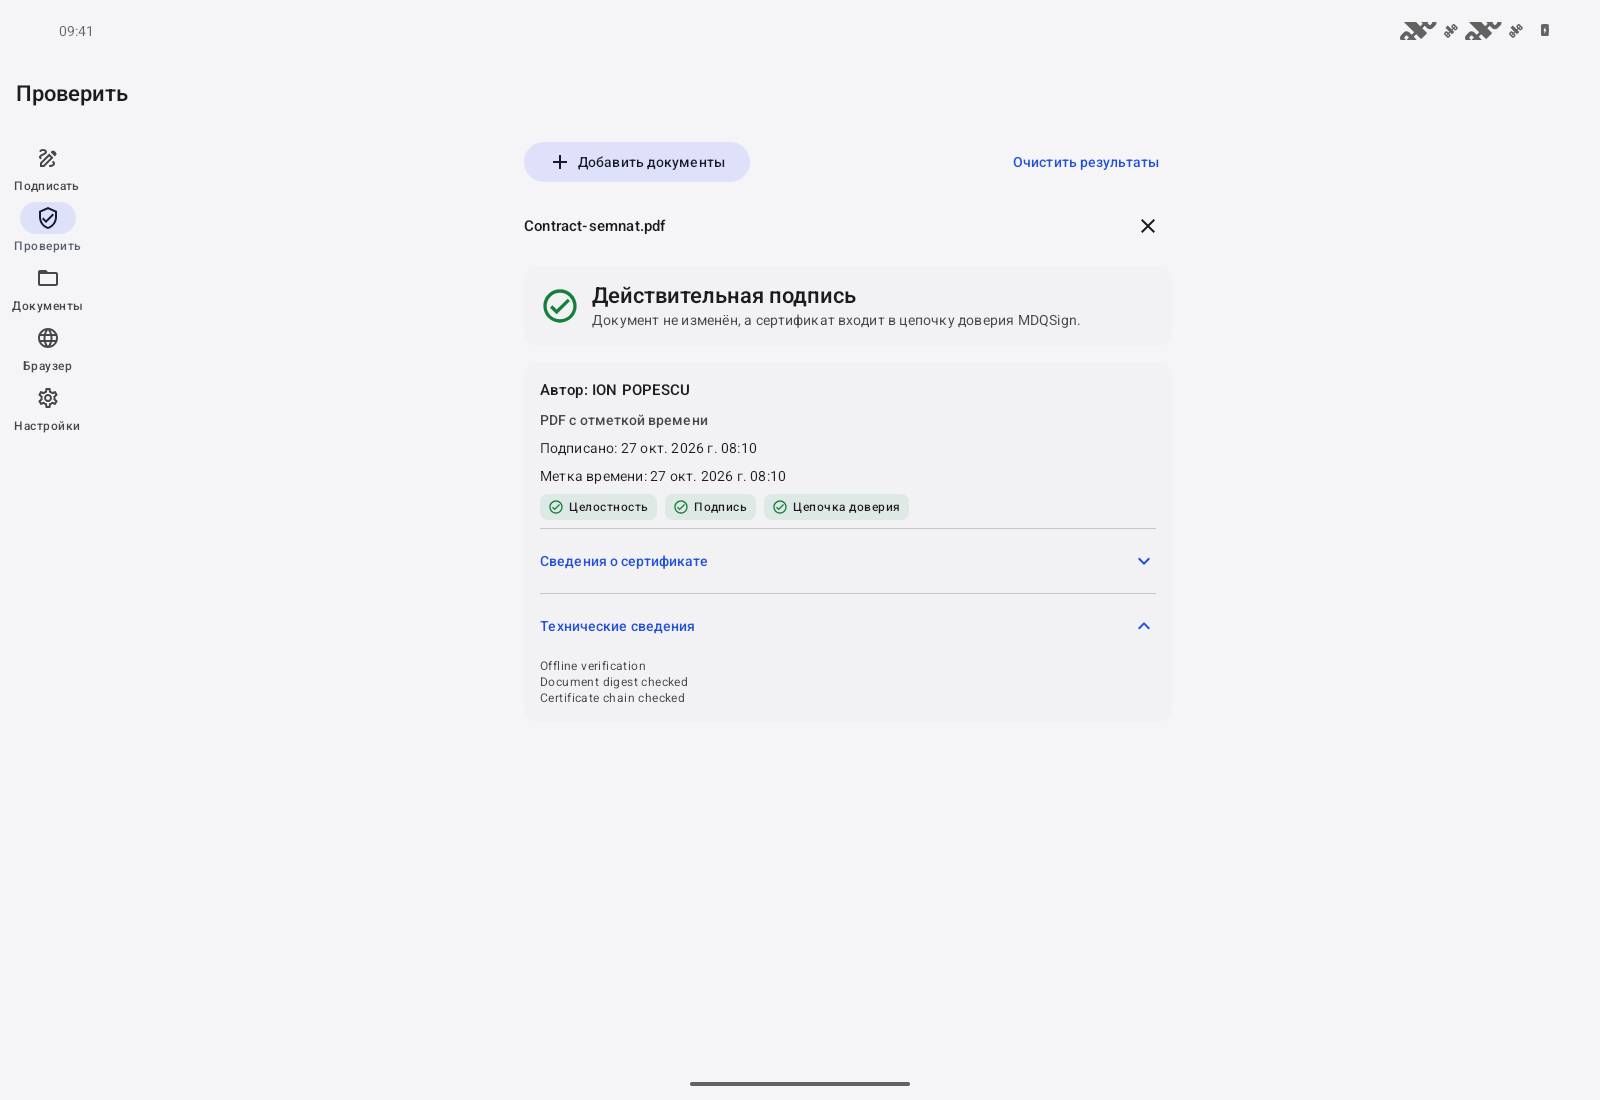 09:41
Проверить
Подписать
Проверить
Документы
Браузер
Настройки
Добавить документы
Очистить результаты
Contract-semnat.pdf
Действительная подпись
Документ не изменён, а сертификат входит в цепочку доверия MDQSign.
Автор: ION POPESCU
PDF с отметкой времени
Подписано: 27 окт. 2026 г. 08:10
Метка времени: 27 окт. 2026 г. 08:10
Целостность
Подпись
Цепочка доверия
Сведения о сертификате
Технические сведения
Offline verification
Document digest checked
Certificate chain checked